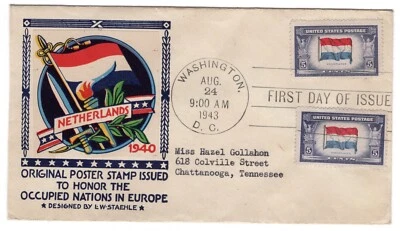 NETHERLANDS
1940
ORIGINAL POSTER STAMP ISSUED
TO HONOR THE
OCCUPIED NATIONS IN EUROPE
★ DESIGNED BY L.W. STAEHLE ★
WASHINGTON,
AUG.
24
9:00 AM
1943
D. C.
FIRST DAY OF ISSUE
UNITED STATES POSTAGE
5¢ 5¢
UNITED STATES POSTAGE
5¢ 5¢
Miss Hazel Gollahon
618 Colville Street
Chattanooga, Tennessee